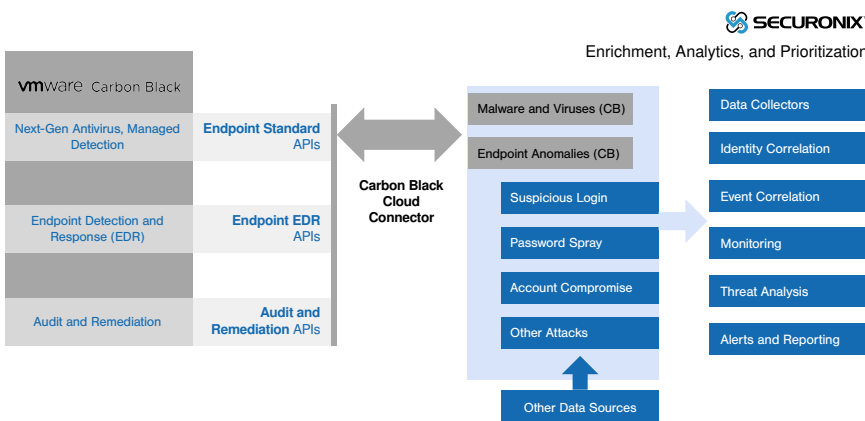 SECURONIX
Enrichment, Analytics, and Prioritization
vmware Carbon Black
Next-Gen Antivirus, Managed
Detection
Endpoint Standard
APIs
Endpoint Detection and
Response (EDR)
Endpoint EDR
APIs
Audit and Remediation
Audit and
Remediation APIs
Carbon Black
Cloud
Connector
Malware and Viruses (CB)
Endpoint Anomalies (CB)
Suspicious Login
Password Spray
Account Compromise
Other Attacks
Other Data Sources
Data Collectors
Identity Correlation
Event Correlation
Monitoring
Threat Analysis
Alerts and Reporting